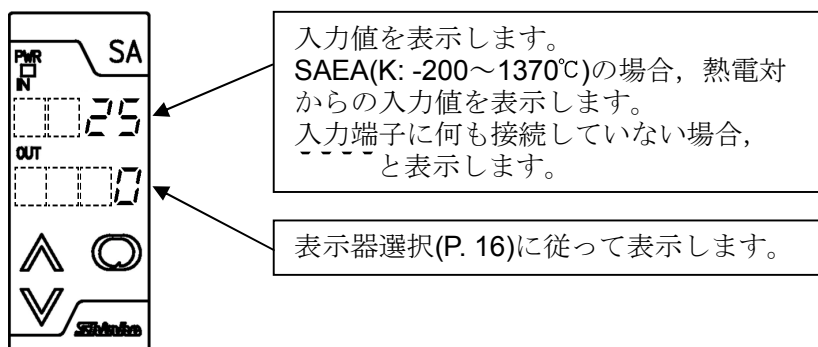 SA
PWR
IN
25
OUT
0
Shinko
入力値を表示します。
SAEA(K: -200～1370℃)の場合，熱電対
からの入力値を表示します。
入力端子に何も接続していない場合，
- - - - と表示します。
表示器選択(P. 16)に従って表示します。